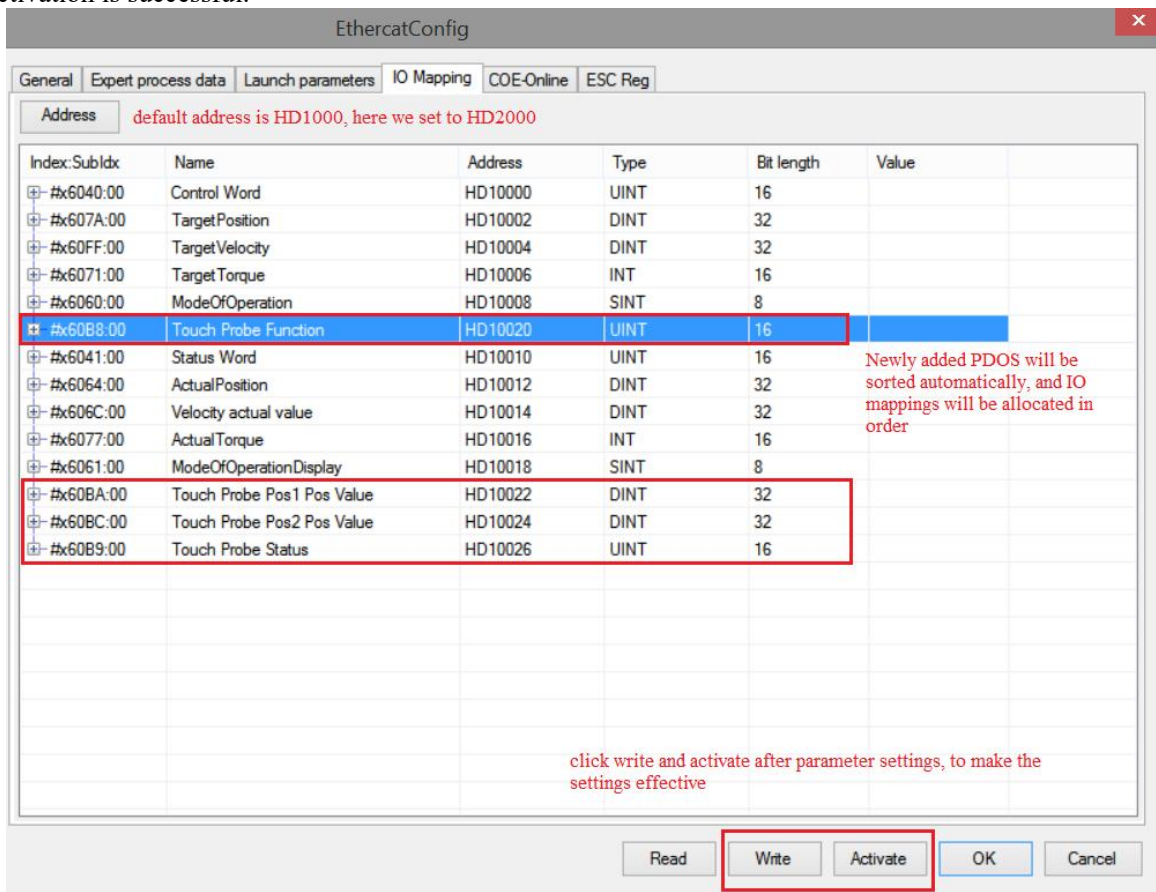 ctivation is successful.
EthercatConfig
×
General Expert process data Launch parameters IO Mapping COE-Online ESC Reg
Address default address is HD1000, here we set to HD2000
Index:SubIdx Name Address Type Bit length Value
#x6040:00 Control Word HD10000 UINT 16
#x607A:00 TargetPosition HD10002 DINT 32
#x60FF:00 TargetVelocity HD10004 DINT 32
#x6071:00 TargetTorque HD10006 INT 16
#x6060:00 ModeOfOperation HD10008 SINT 8
#x60B8:00 Touch Probe Function HD10020 UINT 16
#x6041:00 Status Word HD10010 UINT 16
#x6064:00 ActualPosition HD10012 DINT 32
#x606C:00 Velocity actual value HD10014 DINT 32
#x6077:00 ActualTorque HD10016 INT 16
#x6061:00 ModeOfOperationDisplay HD10018 SINT 8
#x60BA:00 Touch Probe Pos1 Pos Value HD10022 DINT 32
#x60BC:00 Touch Probe Pos2 Pos Value HD10024 DINT 32
#x60B9:00 Touch Probe Status HD10026 UINT 16
Newly added PDOS will be
sorted automatically, and IO
mappings will be allocated in
order
click write and activate after parameter settings, to make the
settings effective
Read Write Activate OK Cancel